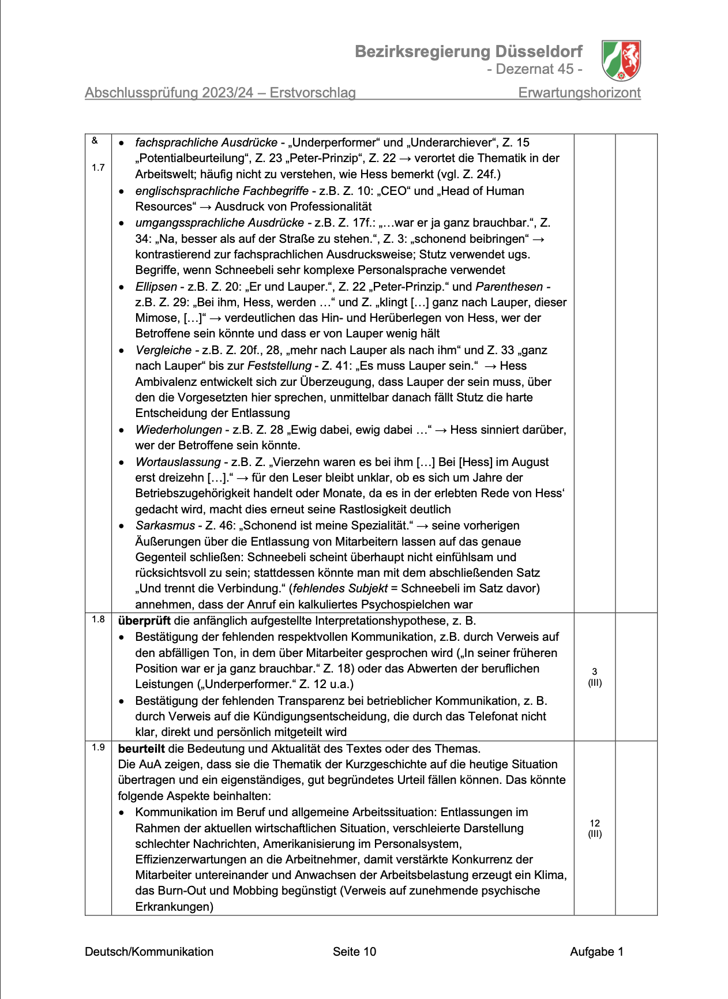 Bezirksregierung Düsseldorf
- Dezernat 45 -
Abschlussprüfung 2023/24 – Erstvorschlag Erwartungshorizont
&
1.7
• fachsprachliche Ausdrücke - „Underperformer“ und „Underarchiever“, Z. 15
„Potentialbeurteilung“, Z. 23 „Peter-Prinzip“, Z. 22 → verortet die Thematik in der
Arbeitswelt; häufig nicht zu verstehen, wie Hess bemerkt (vgl. Z. 24f.)
• englischsprachliche Fachbegriffe - z.B. Z. 10: „CEO“ und „Head of Human
Resources“ → Ausdruck von Professionalität
• umgangssprachliche Ausdrücke - z.B. Z. 17f.: „…war er ja ganz brauchbar.“, Z.
34: „Na, besser als auf der Straße zu stehen.“, Z. 3: „schonend beibringen“ →
kontrastierend zur fachsprachlichen Ausdrucksweise; Stutz verwendet ugs.
Begriffe, wenn Schneebeli sehr komplexe Personalsprache verwendet
• Ellipsen - z.B. Z. 20: „Er und Lauper.“, Z. 22 „Peter-Prinzip.“ und Parenthesen -
z.B. Z. 29: „Bei ihm, Hess, werden …“ und Z. „klingt […] ganz nach Lauper, dieser
Mimose, […]“ → verdeutlichen das Hin- und Herüberlegen von Hess, wer der
Betroffene sein könnte und dass er von Lauper wenig hält
• Vergleiche - z.B. Z. 20f., 28, „mehr nach Lauper als nach ihm“ und Z. 33 „ganz
nach Lauper“ bis zur Feststellung - Z. 41: „Es muss Lauper sein.“ → Hess
Ambivalenz entwickelt sich zur Überzeugung, dass Lauper der sein muss, über
den die Vorgesetzten hier sprechen, unmittelbar danach fällt Stutz die harte
Entscheidung der Entlassung
• Wiederholungen - z.B. Z. 28 „Ewig dabei, ewig dabei …“ → Hess sinniert darüber,
wer der Betroffene sein könnte.
• Wortauslassung - z.B. Z. „Vierzehn waren es bei ihm […] Bei [Hess] im August
erst dreizehn […].“ → für den Leser bleibt unklar, ob es sich um Jahre der
Betriebszugehörigkeit handelt oder Monate, da es in der erlebten Rede von Hess‘
gedacht wird, macht dies erneut seine Rastlosigkeit deutlich
• Sarkasmus - Z. 46: „Schonend ist meine Spezialität.“ → seine vorherigen
Äußerungen über die Entlassung von Mitarbeitern lassen auf das genaue
Gegenteil schließen: Schneebeli scheint überhaupt nicht einfühlsam und
rücksichtsvoll zu sein; stattdessen könnte man mit dem abschließenden Satz
„Und trennt die Verbindung.“ (fehlendes Subjekt = Schneebeli im Satz davor)
annehmen, dass der Anruf ein kalkuliertes Psychospielchen war
1.8 überprüft die anfänglich aufgestellte Interpretationshypothese, z. B.
• Bestätigung der fehlenden respektvollen Kommunikation, z.B. durch Verweis auf
den abfälligen Ton, in dem über Mitarbeiter gesprochen wird („In seiner früheren
Position war er ja ganz brauchbar.“ Z. 18) oder das Abwerten der beruflichen
Leistungen („Underperformer.“ Z. 12 u.a.)
• Bestätigung der fehlenden Transparenz bei betrieblicher Kommunikation, z. B.
durch Verweis auf die Kündigungsentscheidung, die durch das Telefonat nicht
klar, direkt und persönlich mitgeteilt wird
3
(III)
1.9 beurteilt die Bedeutung und Aktualität des Textes oder des Themas.
Die AuA zeigen, dass sie die Thematik der Kurzgeschichte auf die heutige Situation
übertragen und ein eigenständiges, gut begründetes Urteil fällen können. Das könnte
folgende Aspekte beinhalten:
• Kommunikation im Beruf und allgemeine Arbeitssituation: Entlassungen im
Rahmen der aktuellen wirtschaftlichen Situation, verschleierte Darstellung
schlechter Nachrichten, Amerikanisierung im Personalsystem,
Effizienzerwartungen an die Arbeitnehmer, damit verstärkte Konkurrenz der
Mitarbeiter untereinander und Anwachsen der Arbeitsbelastung erzeugt ein Klima,
das Burn-Out und Mobbing begünstigt (Verweis auf zunehmende psychische
Erkrankungen)
12
(III)
Deutsch/Kommunikation Seite 10 Aufgabe 1